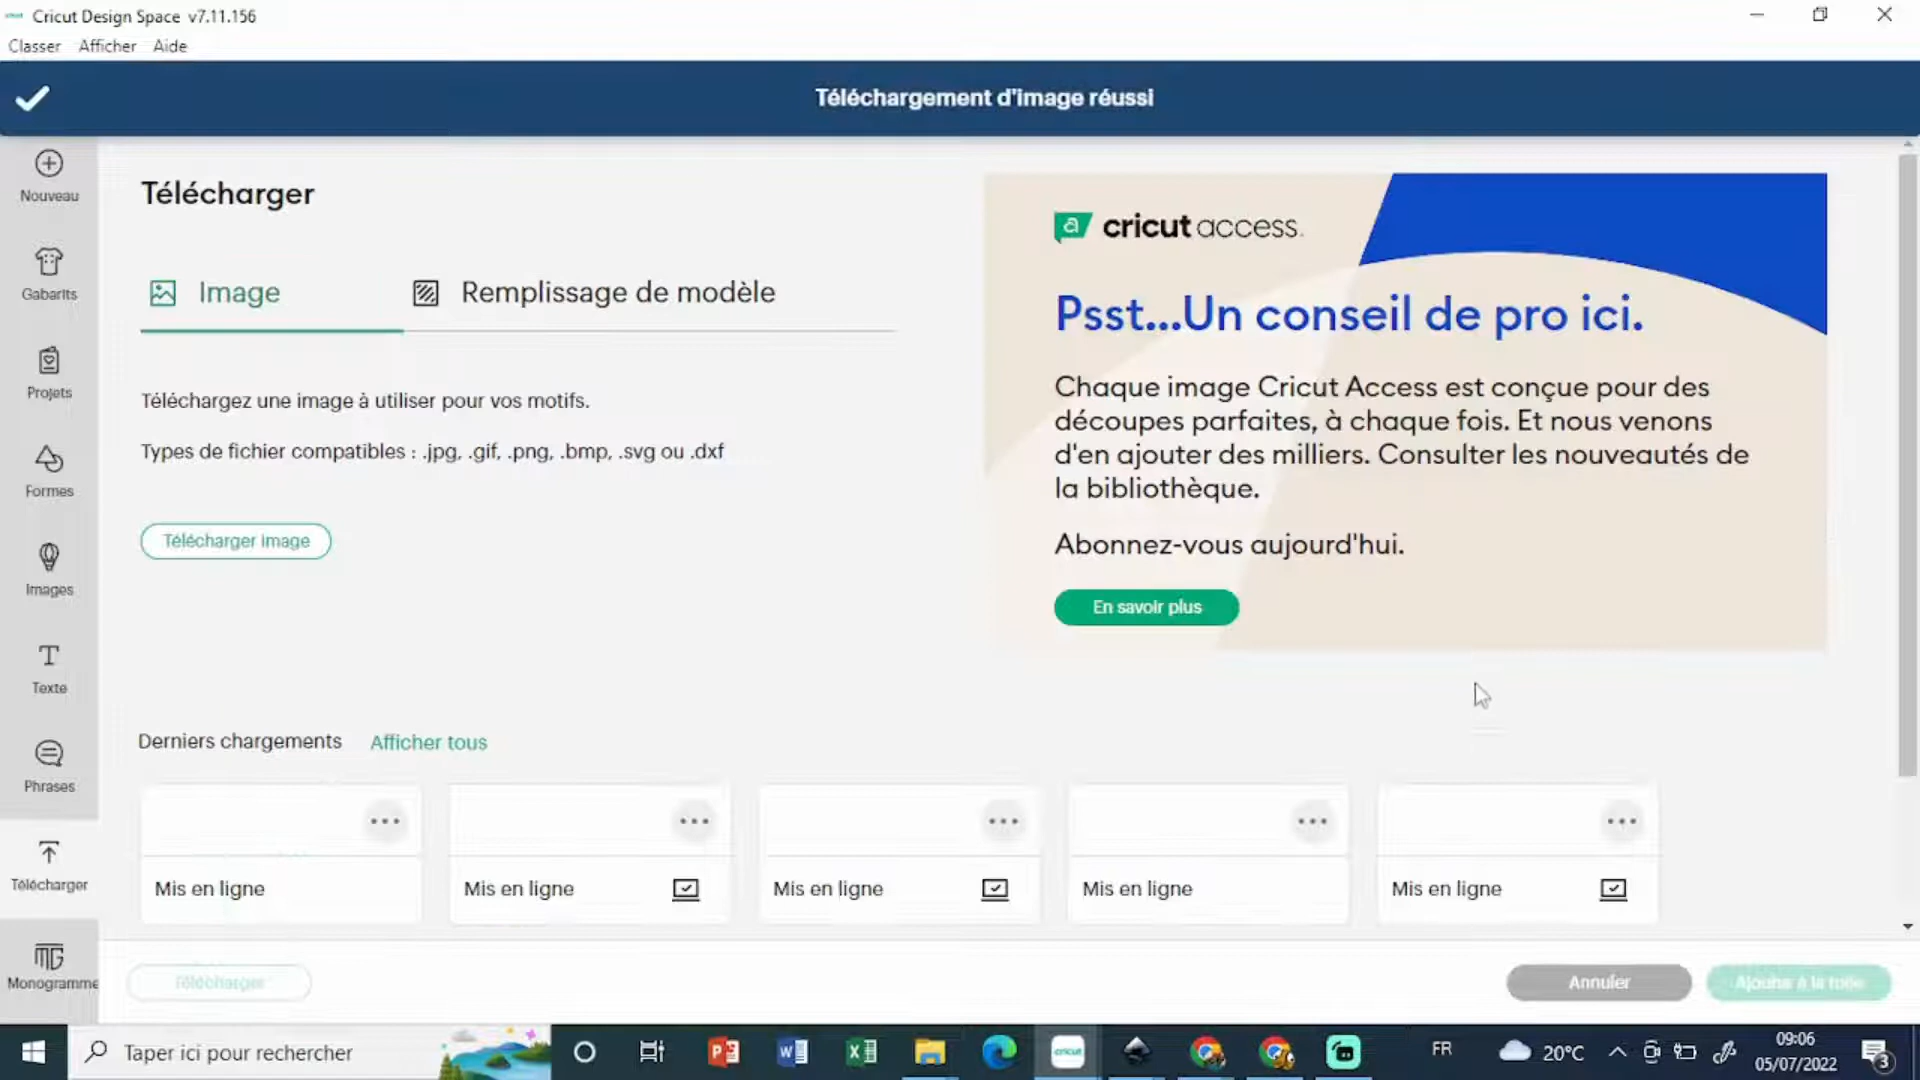 Cricut Design Space v7.11.156
Classer Afficher Aide
Téléchargement d'image réussi
Nouveau
Gabarits
Projets
Formes
Images
Texte
Phrases
Télécharger
Monogramme
Télécharger
Image
Remplissage de modèle
Téléchargez une image à utiliser pour vos motifs.
Types de fichier compatibles : .jpg, .gif, .png, .bmp, .svg ou .dxf
Télécharger image
cricut access.
Psst...Un conseil de pro ici.
Chaque image Cricut Access est conçue pour des
découpes parfaites, à chaque fois. Et nous venons
d'en ajouter des milliers. Consulter les nouveautés de
la bibliothèque.
Abonnez-vous aujourd'hui.
En savoir plus
Derniers chargements Afficher tous
Mis en ligne
Mis en ligne
Mis en ligne
Mis en ligne
Mis en ligne
Télécharger
Annuler
Ajouter à la toile
Taper ici pour rechercher
cricut
FR
20°C
09:06
05/07/2022
3